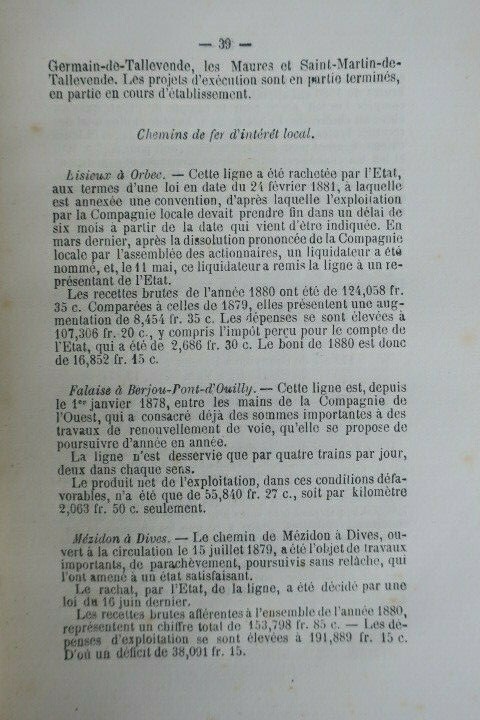 — 39 —
Germain-de-Tallevende, les Maures et Saint-Martin-de-
Tallevende. Les projets d'exécution sont en partie terminés,
en partie en cours d'établissement.
Chemins de fer d'intérêt local.
Lisieux à Orbec. — Cette ligne a été rachetée par l'Etat,
aux termes d'une loi en date du 24 février 1881, à laquelle
est annexée une convention, d'après laquelle l'exploitation
par la Compagnie locale devait prendre fin dans un délai de
six mois à partir de la date qui vient d'être indiquée. En
mars dernier, après la dissolution prononcée de la Compagnie
locale par l'assemblée des actionnaires, un liquidateur a été
nommé, et, le 11 mai, ce liquidateur a remis la ligne à un re-
présentant de l'Etat.
Les recettes brutes de l'année 1880 ont été de 124,058 fr.
35 c. Comparées à celles de 1879, elles présentent une aug-
mentation de 8,454 fr. 35 c. Les dépenses se sont élevées à
107,306 fr. 20 c., y compris l'impôt perçu pour le compte de
l'Etat, qui a été de 2,686 fr. 30 c. Le boni de 1880 est donc
de 16,852 fr. 15 c.
Falaise à Berjou-Pont-d'Ouilly. — Cette ligne est, depuis
le 1er janvier 1878, entre les mains de la Compagnie de
l'Ouest, qui a consacré déjà des sommes importantes à des
travaux de renouvellement de voie, qu'elle se propose de
poursuivre d'année en année.
La ligne n'est desservie que par quatre trains par jour,
deux dans chaque sens.
Le produit net de l'exploitation, dans ces conditions défa-
vorables, n'a été que de 55,840 fr. 27 c., soit par kilomètre
2,063 fr. 50 c. seulement.
Mézidon à Dives. — Le chemin de Mézidon à Dives, ou-
vert à la circulation le 15 juillet 1879, a été l'objet de travaux
importants, de parachèvement, poursuivis sans relâche, qui
l'ont amené à un état satisfaisant.
Le rachat, par l'Etat, de la ligne, a été décidé par une
loi du 16 juin dernier.
Les recettes brutes afférentes à l'ensemble de l'année 1880,
représentent un chiffre total de 153,798 fr. 85 c. — Les dé-
penses d'exploitation se sont élevées à 191,889 fr. 15 c.
D'où un déficit de 38,091 fr. 15.